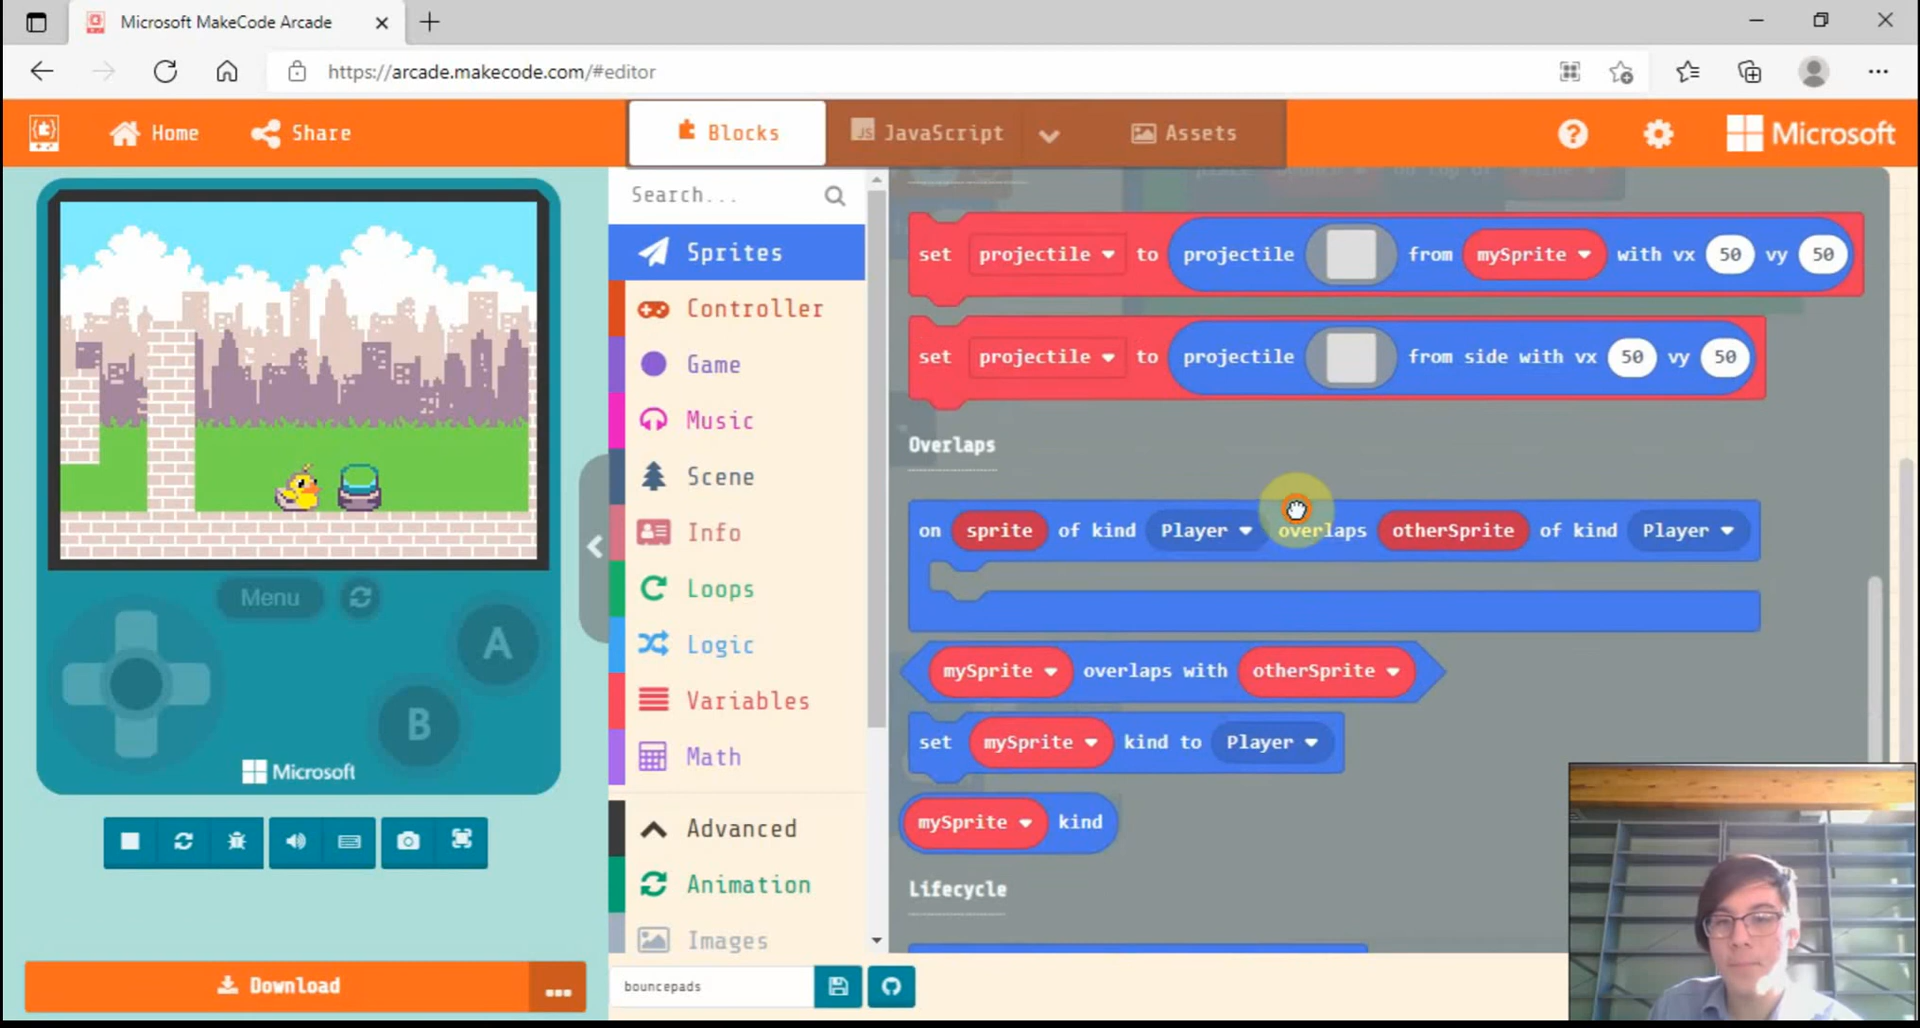 Microsoft MakeCode Arcade
https://arcade.makecode.com/#editor
Home
Share
Blocks
JS JavaScript
Assets
Microsoft
Search...
Sprites
Controller
Game
Music
Scene
Info
Loops
Logic
Variables
Math
Advanced
Animation
Images
Menu
A
B
Microsoft
Download
...
bouncepads
set projectile to projectile from mySprite with vx 50 vy 50
set projectile to projectile from side with vx 50 vy 50
Overlaps
on sprite of kind Player overlaps otherSprite of kind Player
mySprite overlaps with otherSprite
set mySprite kind to Player
mySprite kind
Lifecycle